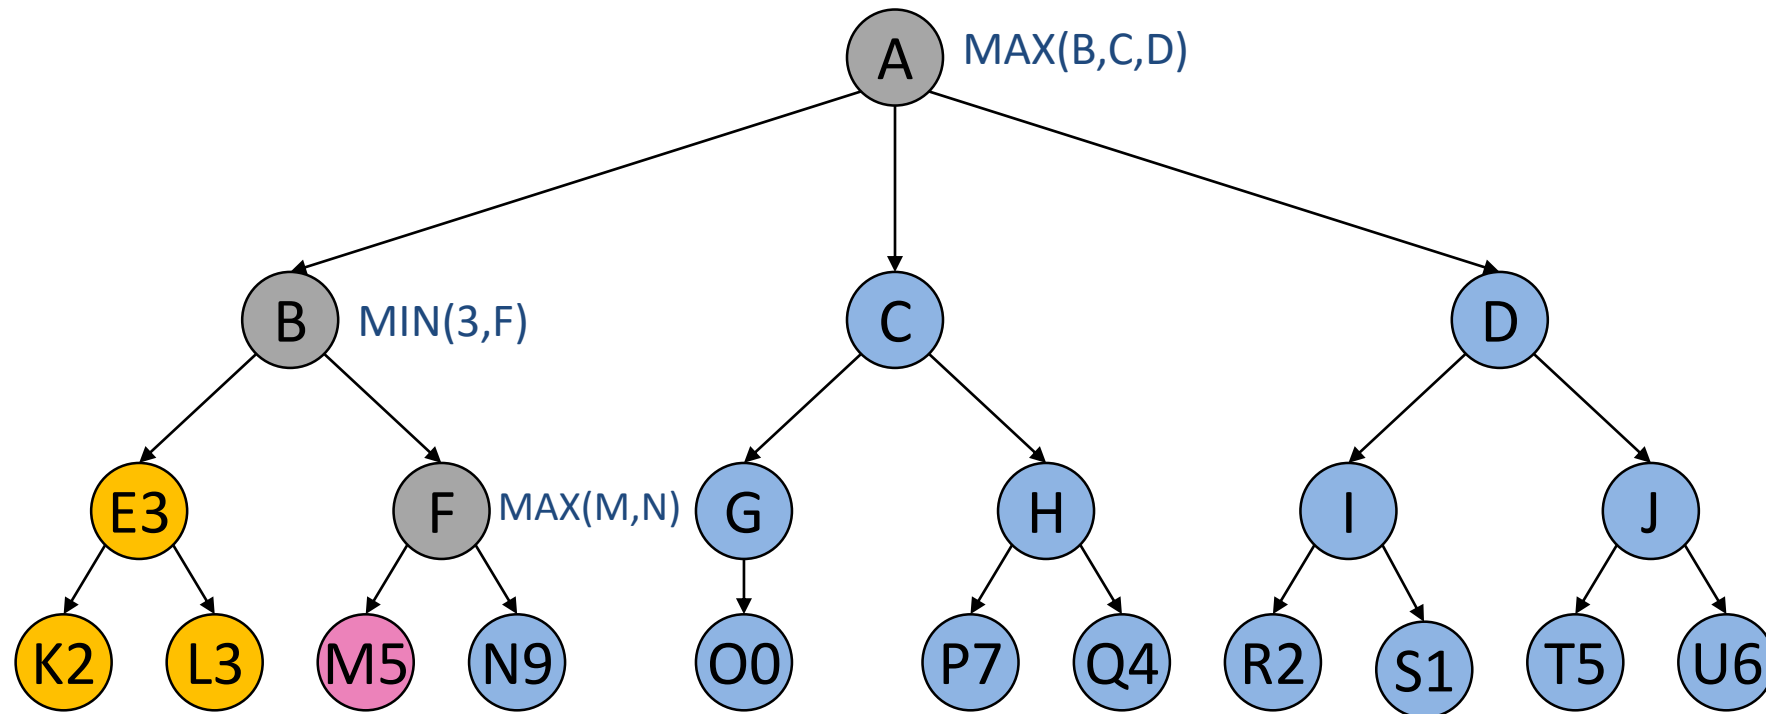 A MAX(B,C,D)
B MIN(3,F) C D
E3 F MAX(M,N) G H I J
K2 L3 M5 N9 O0 P7 Q4 R2 S1 T5 U6